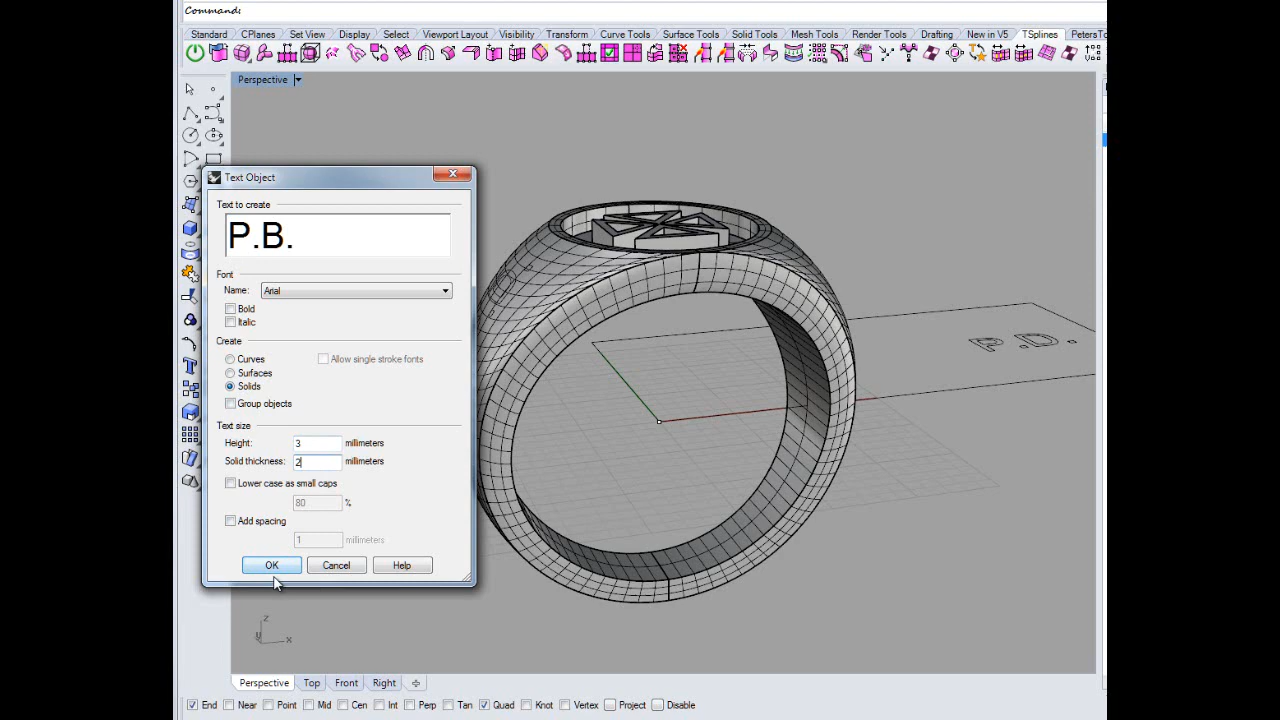 Command:
Standard CPlanes Set View Display Select Viewport Layout Visibility Transform Curve Tools Surface Tools Solid Tools Mesh Tools Render Tools Drafting New in V5 TSplines PetersTo
Perspective
Text Object
Text to create
P.B.
Font
Name: Arial
Bold
Italic
Create
Curves Allow single stroke fonts
Surfaces
Solids
Group objects
Text size
Height: 3 millimeters
Solid thickness: 2 millimeters
Lower case as small caps
80 %
Add spacing
1 millimeters
OK Cancel Help
P.D.
z
y x
Perspective Top Front Right
End Near Point Mid Cen Int Perp Tan Quad Knot Vertex Project Disable